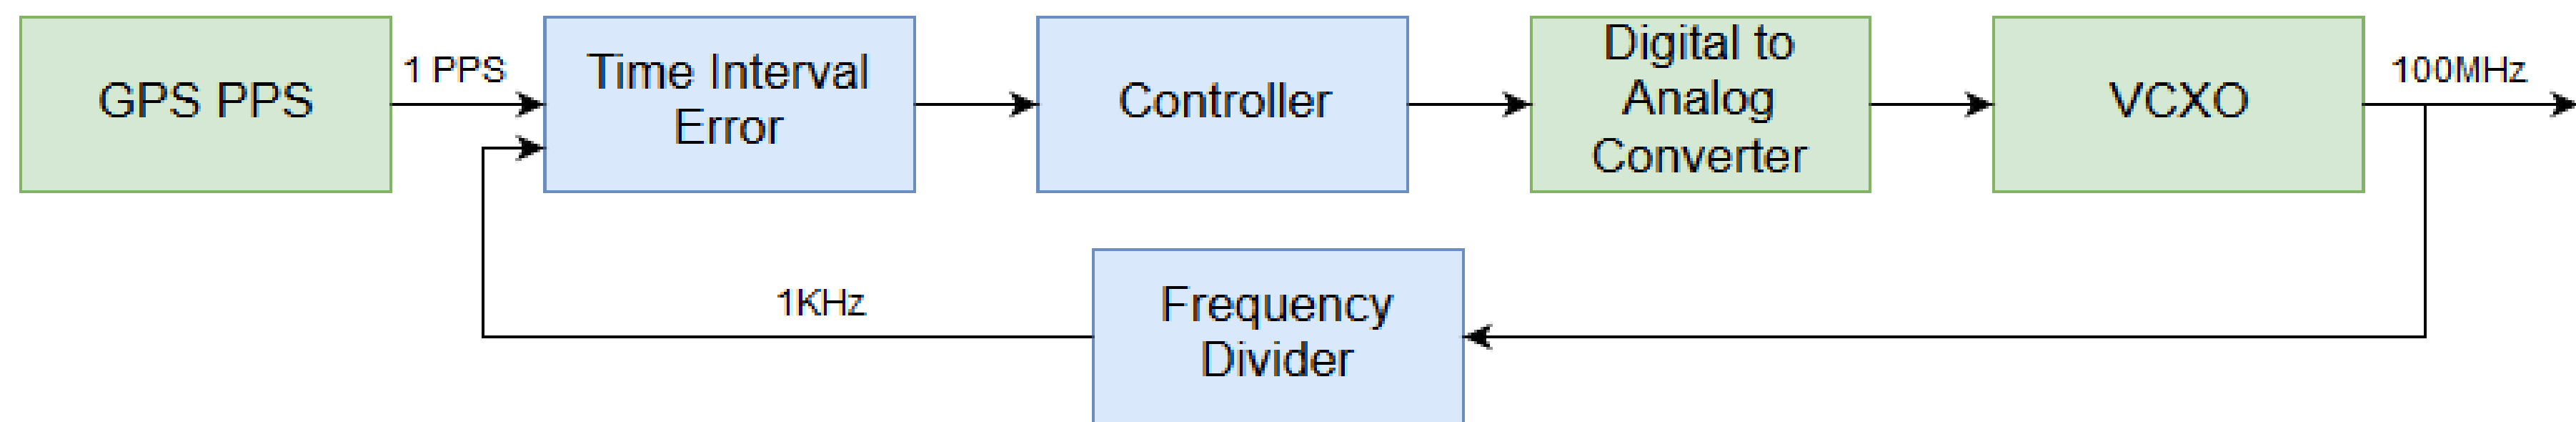 GPS PPS
1 PPS
Time Interval
Error
Controller
Digital to
Analog
Converter
VCXO
100MHz
1KHz
Frequency
Divider